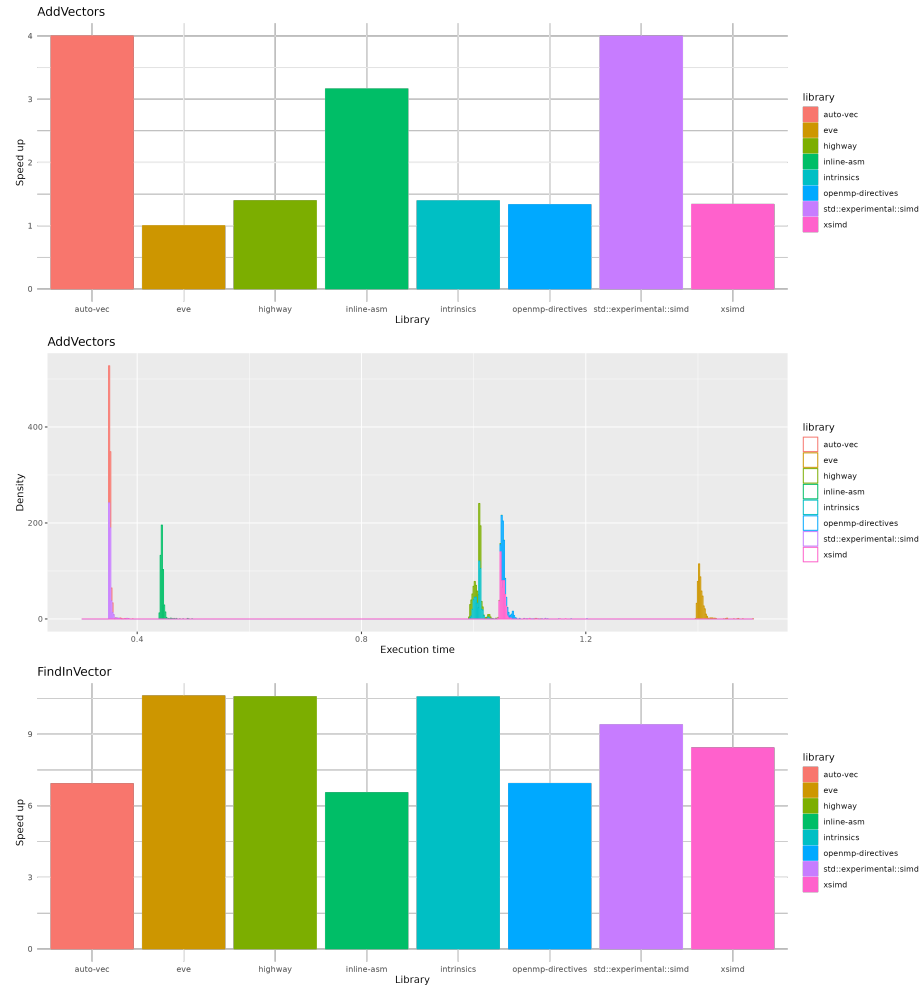 AddVectors
4
3
2
1
0
Speed up
auto-vec eve highway inline-asm intrinsics openmp-directives std::experimental::simd xsimd
Library
library
auto-vec
eve
highway
inline-asm
intrinsics
openmp-directives
std::experimental::simd
xsimd
AddVectors
400
200
0
Density
0.4 0.8 1.2
Execution time
library
auto-vec
eve
highway
inline-asm
intrinsics
openmp-directives
std::experimental::simd
xsimd
FindInVector
9
6
3
0
Speed up
auto-vec eve highway inline-asm intrinsics openmp-directives std::experimental::simd xsimd
Library
library
auto-vec
eve
highway
inline-asm
intrinsics
openmp-directives
std::experimental::simd
xsimd